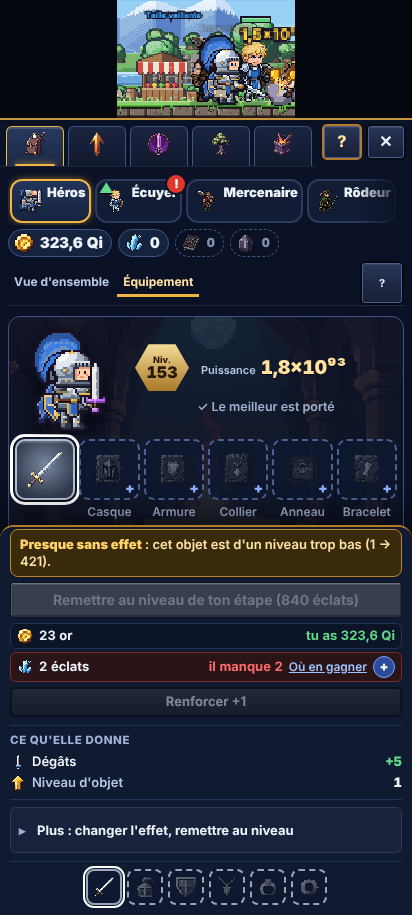 Taille vaillante
1,5×10
?
×
Héros
Écuyer
!
Mercenaire
Rôdeur
323,6 Qi
0
0
0
Vue d'ensemble
Équipement
?
Niv.
153
Puissance 1,8×10⁹³
✓ Le meilleur est porté
+
+
+
+
+
Casque
Armure
Collier
Anneau
Bracelet
Presque sans effet : cet objet est d'un niveau trop bas (1 →
421).
Remettre au niveau de ton étape (840 éclats)
23 or
tu as 323,6 Qi
2 éclats
il manque 2 Où en gagner +
Renforcer +1
CE QU'ELLE DONNE
Dégâts
+5
Niveau d'objet
1
▸ Plus : changer l'effet, remettre au niveau